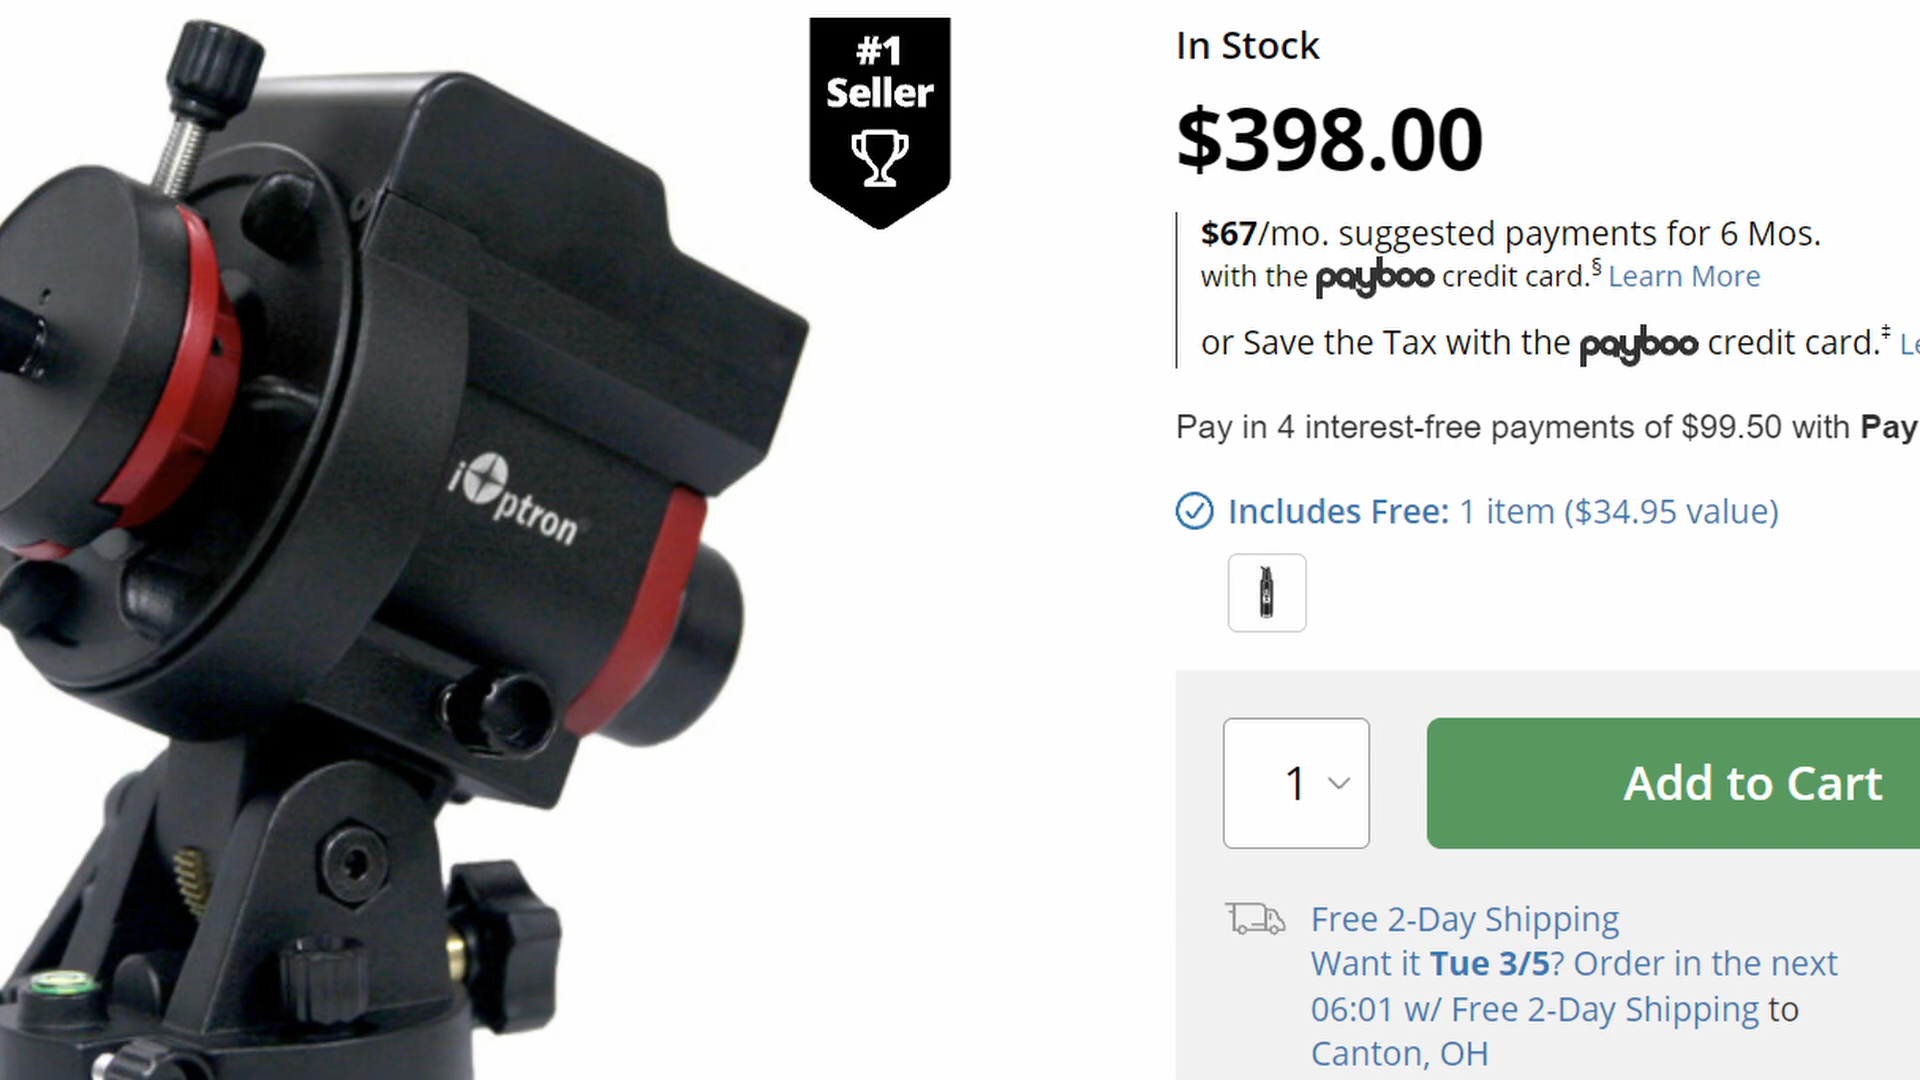 #1
Seller
iOptron
In Stock
$398.00
$67/mo. suggested payments for 6 Mos.
with the payboo credit card.§ Learn More
or Save the Tax with the payboo credit card.‡
Pay in 4 interest-free payments of $99.50 with Pay
Includes Free: 1 item ($34.95 value)
1
Add to Cart
Free 2-Day Shipping
Want it Tue 3/5? Order in the next
06:01 w/ Free 2-Day Shipping to
Canton, OH